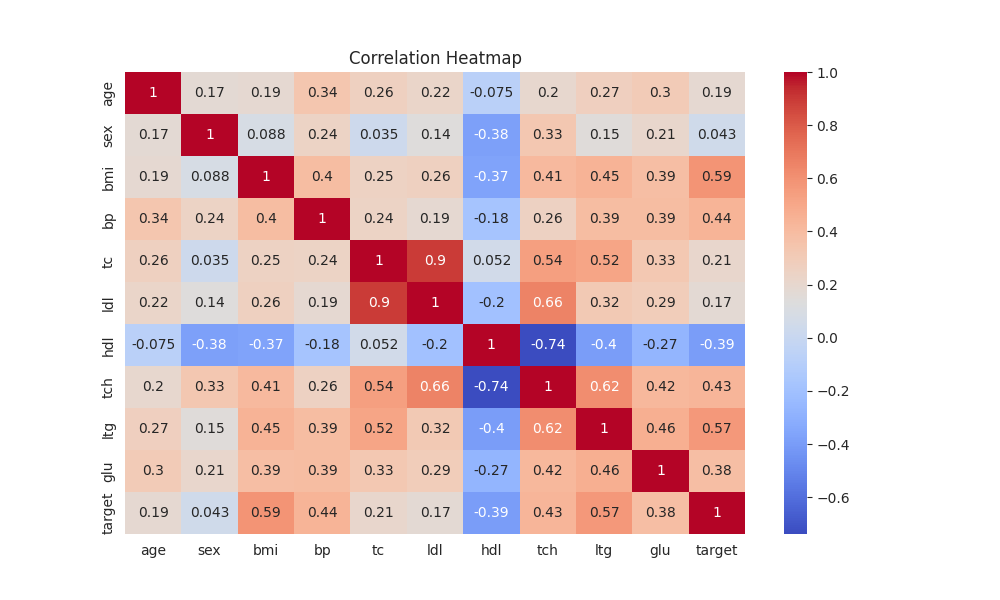 Correlation Heatmap
age 1 0.17 0.19 0.34 0.26 0.22 -0.075 0.2 0.27 0.3 0.19
sex 0.17 1 0.088 0.24 0.035 0.14 -0.38 0.33 0.15 0.21 0.043
bmi 0.19 0.088 1 0.4 0.25 0.26 -0.37 0.41 0.45 0.39 0.59
bp 0.34 0.24 0.4 1 0.24 0.19 -0.18 0.26 0.39 0.39 0.44
tc 0.26 0.035 0.25 0.24 1 0.9 0.052 0.54 0.52 0.33 0.21
ldl 0.22 0.14 0.26 0.19 0.9 1 -0.2 0.66 0.32 0.29 0.17
hdl -0.075 -0.38 -0.37 -0.18 0.052 -0.2 1 -0.74 -0.4 -0.27 -0.39
tch 0.2 0.33 0.41 0.26 0.54 0.66 -0.74 1 0.62 0.42 0.43
ltg 0.27 0.15 0.45 0.39 0.52 0.32 -0.4 0.62 1 0.46 0.57
glu 0.3 0.21 0.39 0.39 0.33 0.29 -0.27 0.42 0.46 1 0.38
target 0.19 0.043 0.59 0.44 0.21 0.17 -0.39 0.43 0.57 0.38 1
age sex bmi bp tc ldl hdl tch ltg glu target
1.0
0.8
0.6
0.4
0.2
0.0
−0.2
−0.4
−0.6